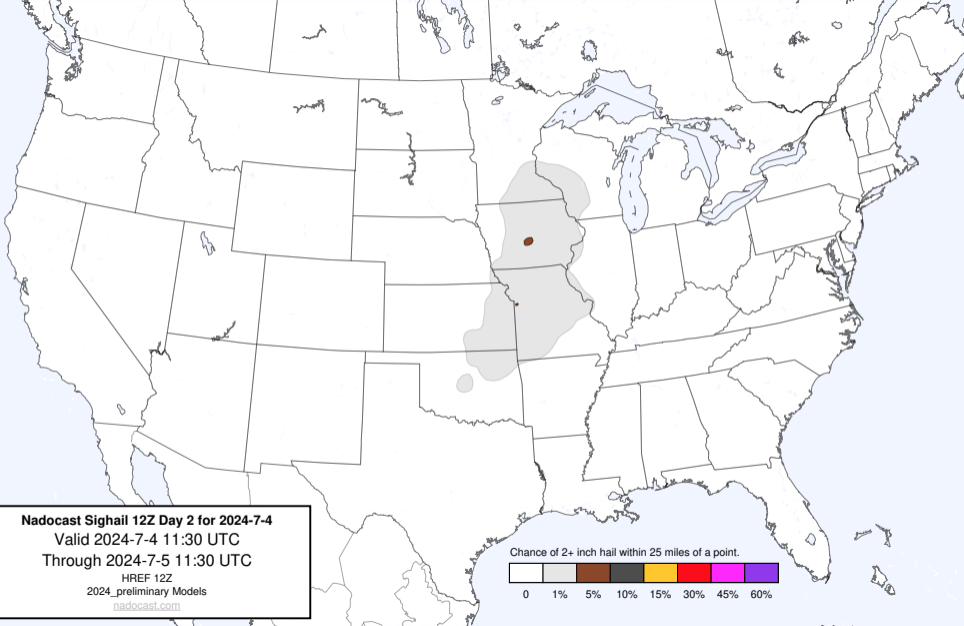 Nadocast Sighail 12Z Day 2 for 2024-7-4
Valid 2024-7-4 11:30 UTC
Through 2024-7-5 11:30 UTC
HREF 12Z
2024_preliminary Models
nadocast.com
Chance of 2+ inch hail within 25 miles of a point.
0 1% 5% 10% 15% 30% 45% 60%